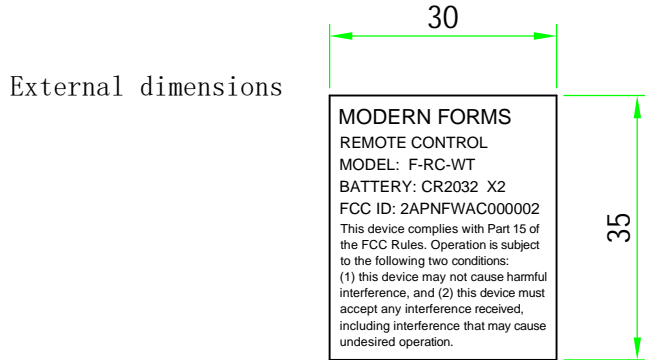 30
External dimensions
MODERN FORMS
REMOTE CONTROL
MODEL: F-RC-WT
BATTERY: CR2032 X2
FCC ID: 2APNFWAC000002
This device complies with Part 15 of
the FCC Rules. Operation is subject
to the following two conditions:
(1) this device may not cause harmful
interference, and (2) this device must
accept any interference received,
including interference that may cause
undesired operation.
35